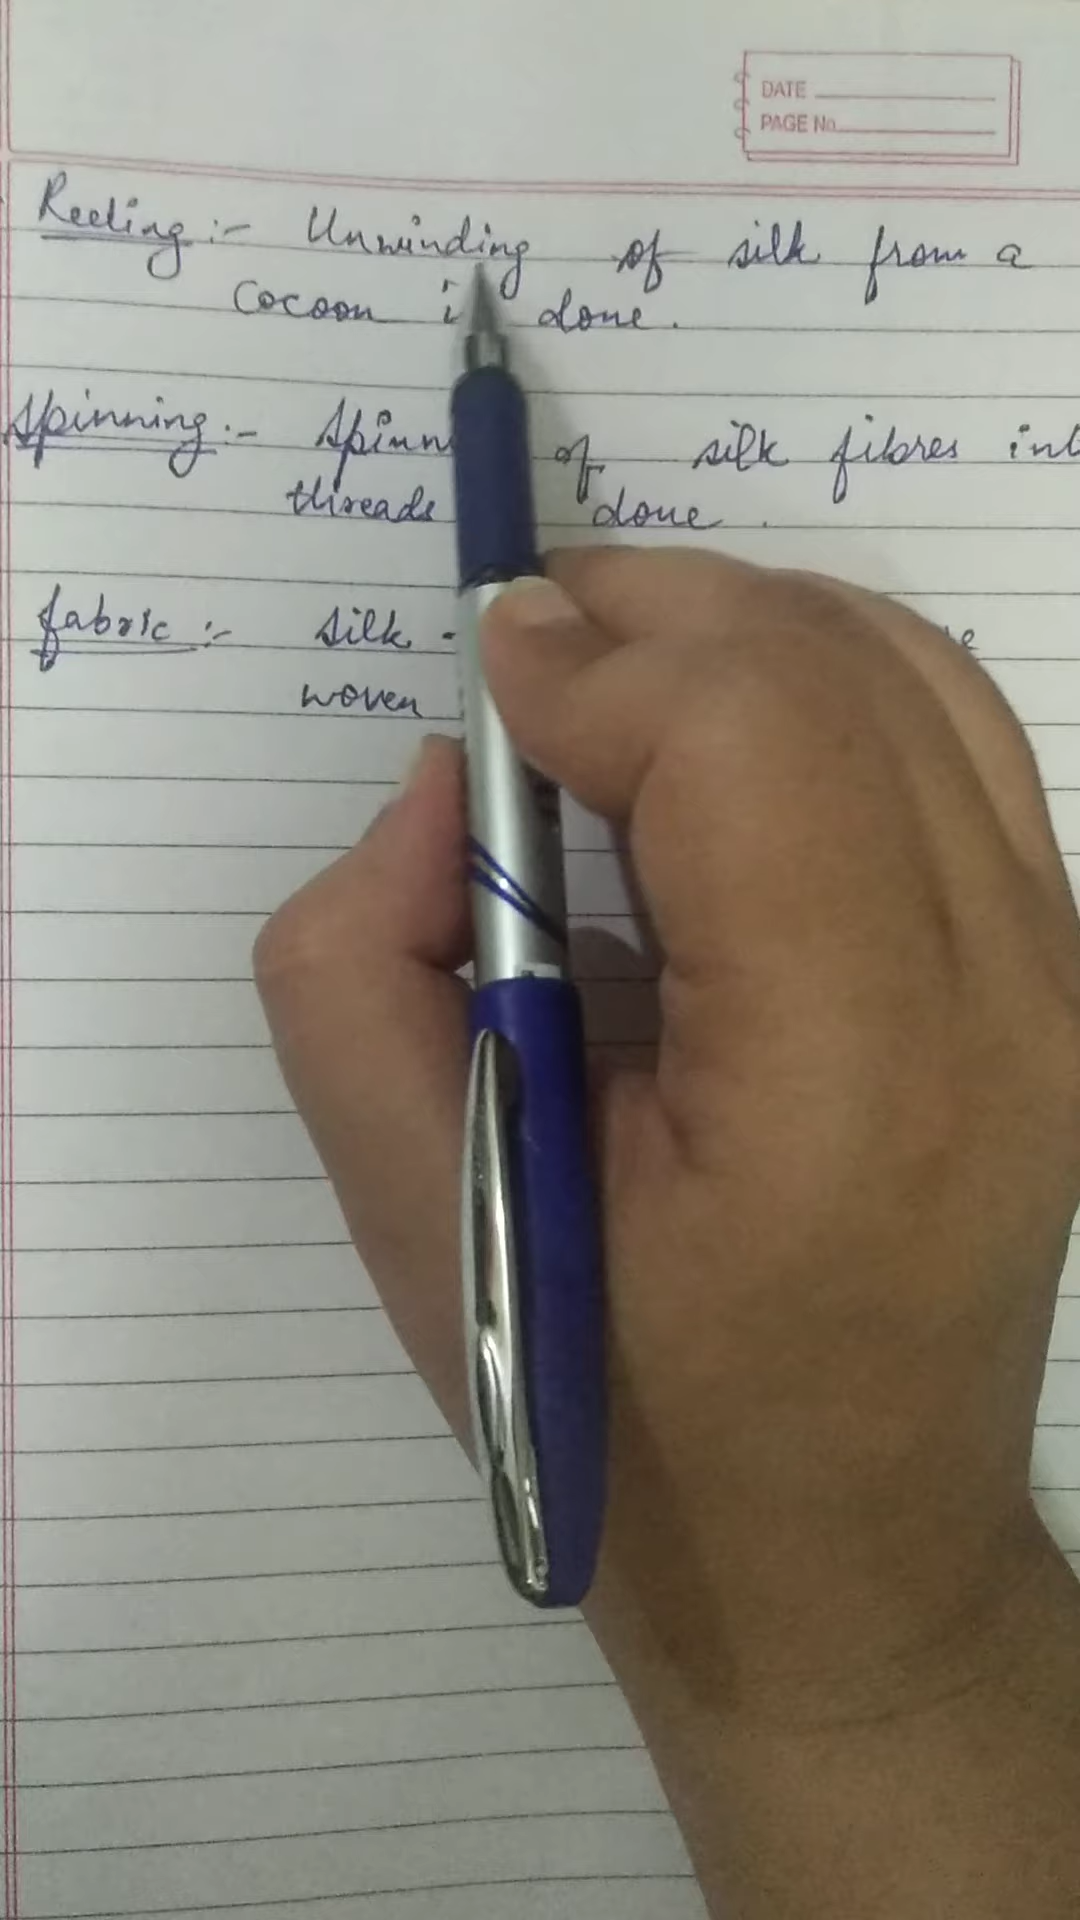 DATE
PAGE No.
Reeling :- Unwinding of silk from a
cocoon i done.
Spinning :- Spinn of silk fibres int
threads done.
fabric :- silk -
woven